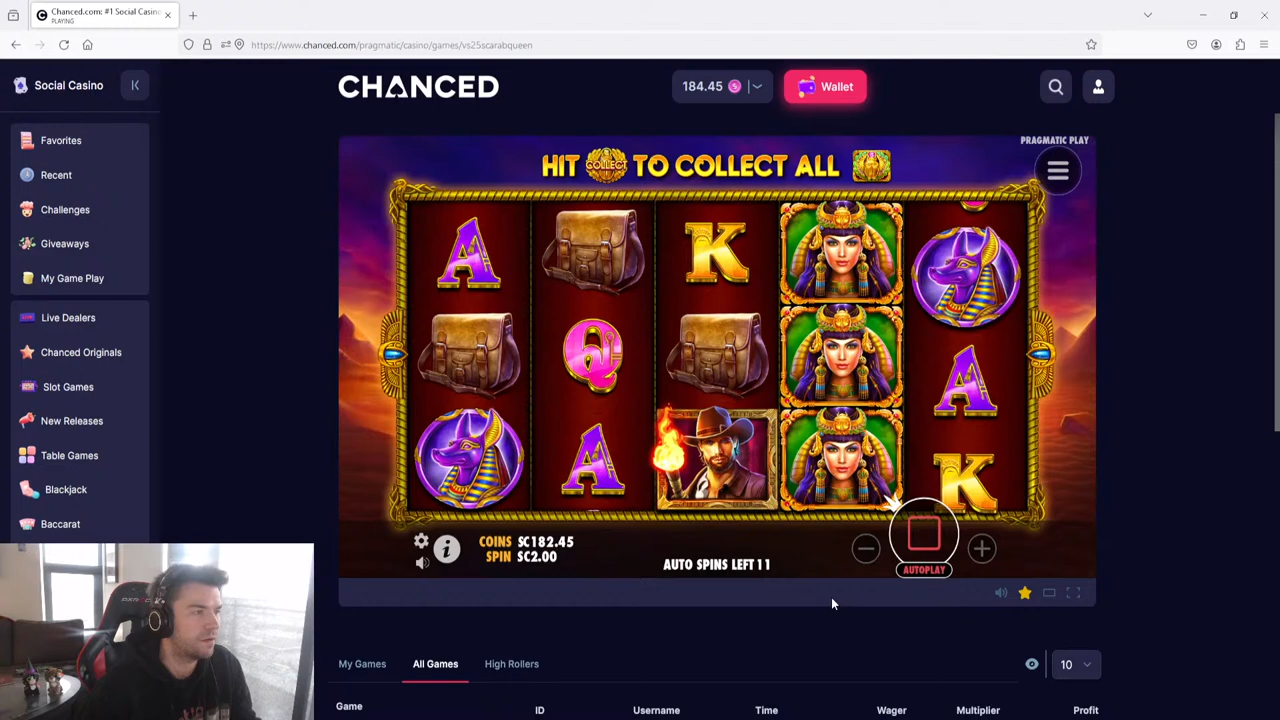 Chanced.com: #1 Social Casino
PLAYING
https://www.chanced.com/pragmatic/casino/games/vs25scarabqueen
Social Casino
CHANCED
184.45
Wallet
Favorites
Recent
Challenges
Giveaways
My Game Play
Live Dealers
Chanced Originals
Slot Games
New Releases
Table Games
Blackjack
Baccarat
PRAGMATIC PLAY
HIT COLLECT TO COLLECT ALL
A
K
Q
A
A
K
COINS SC182.45
SPIN SC2.00
AUTO SPINS LEFT 11
AUTOPLAY
My Games
All Games
High Rollers
10
Game
ID
Username
Time
Wager
Multiplier
Profit